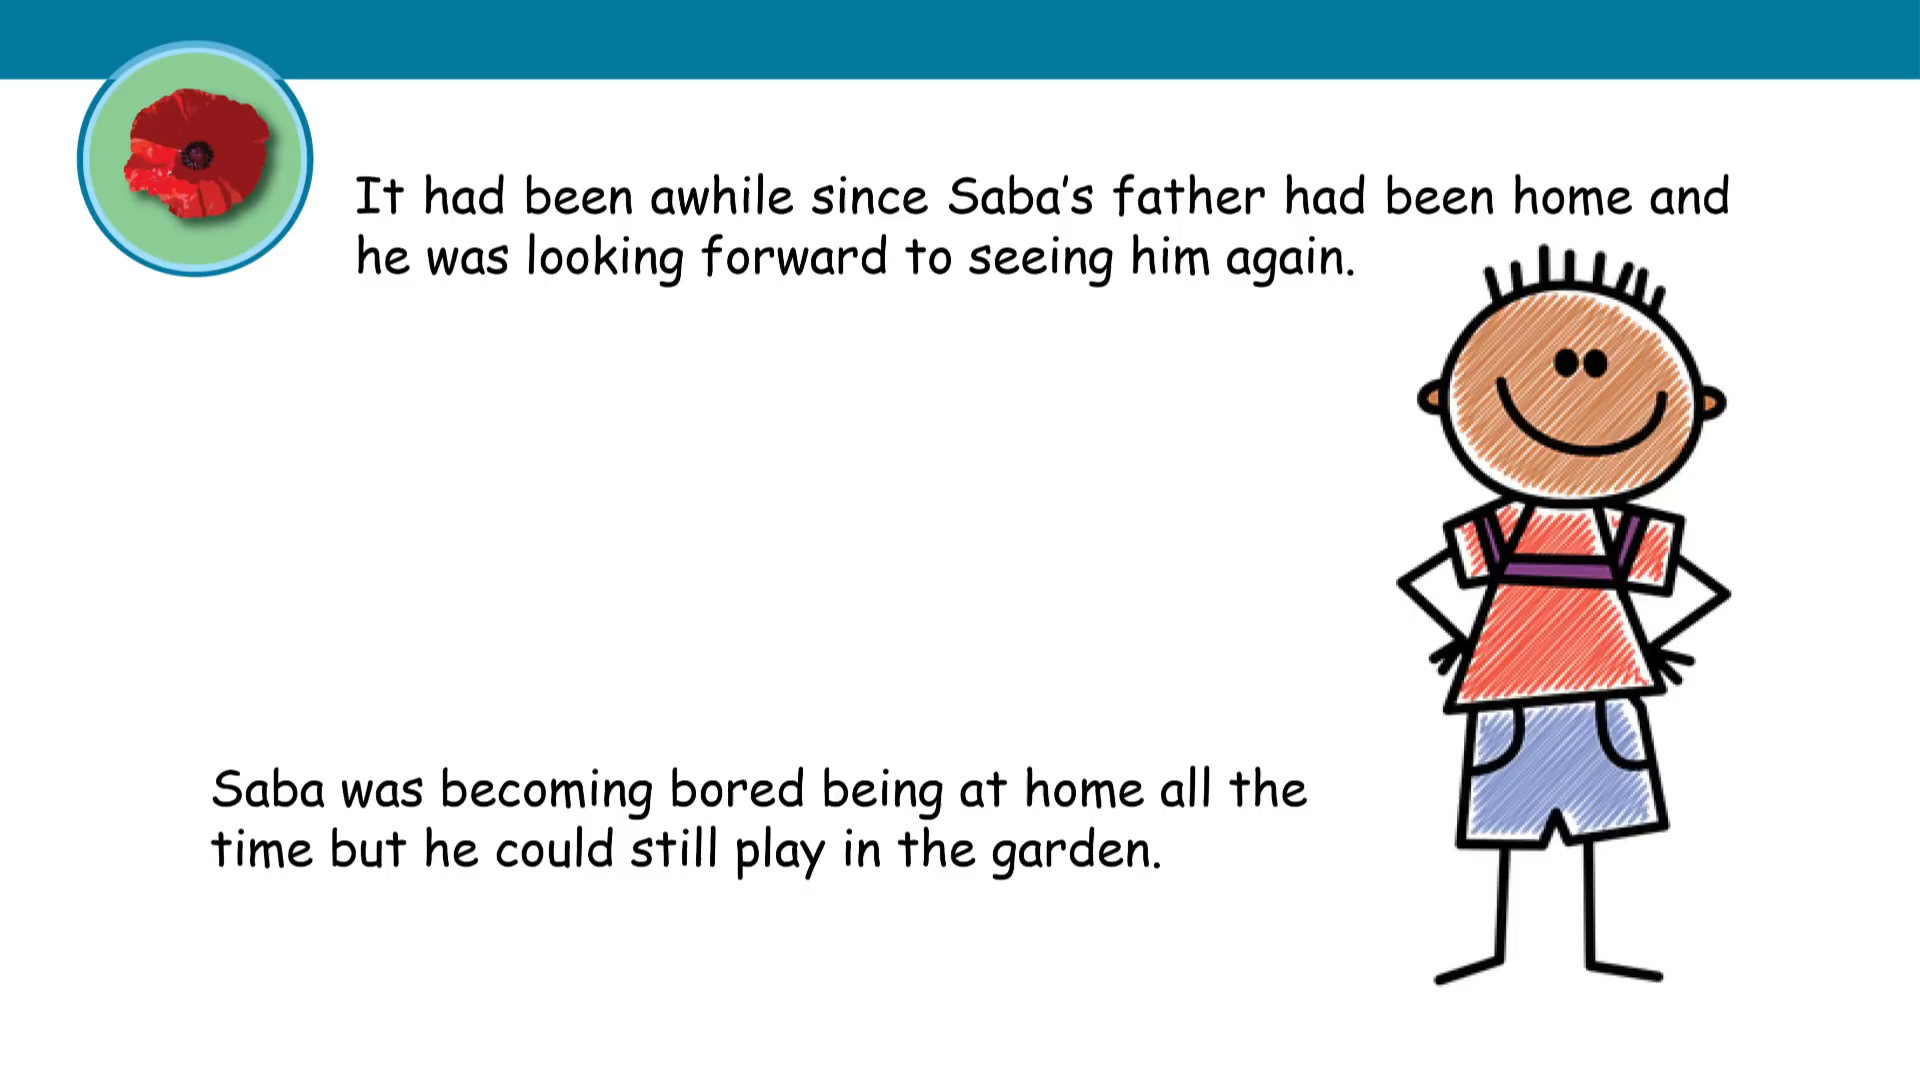 It had been awhile since Saba's father had been home and
he was looking forward to seeing him again.
Saba was becoming bored being at home all the
time but he could still play in the garden.